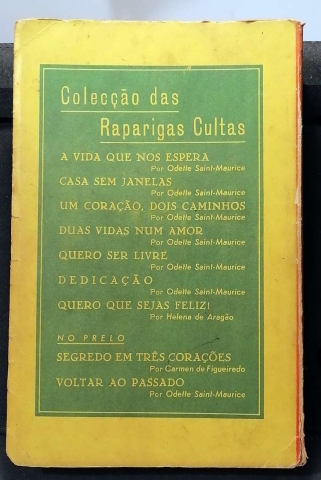 Colecção das
Raparigas Cultas
A VIDA QUE NOS ESPERA
Por Odette Saint-Maurice
CASA SEM JANELAS
Por Odette Saint-Maurice
UM CORAÇÃO, DOIS CAMINHOS
Por Odette Saint-Maurice
DUAS VIDAS NUM AMOR
Por Odette Saint-Maurice
QUERO SER LIVRE
Por Odette Saint-Maurice
DEDICAÇÃO
Por Odette Saint-Maurice
QUERO QUE SEJAS FELIZ!
Por Helena de Aragão
NO PRELO
SEGREDO EM TRÊS CORAÇÕES
Por Carmen de Figueiredo
VOLTAR AO PASSADO
Por Odette Saint-Maurice